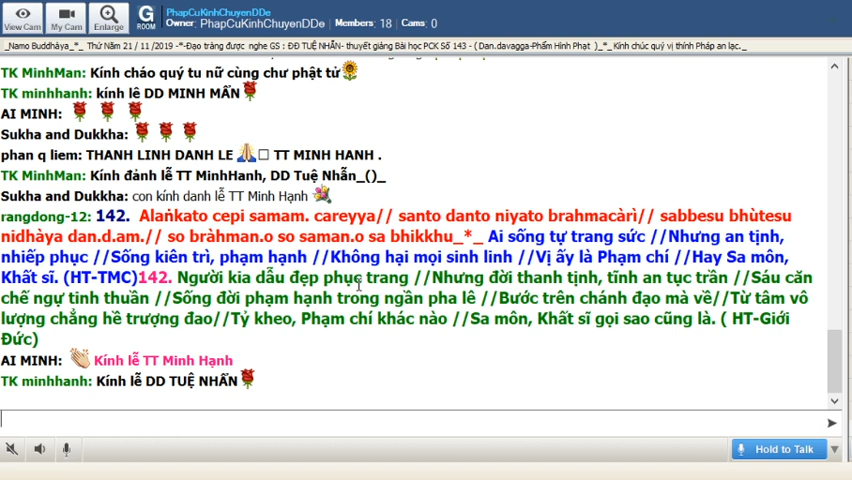 View Cam
My Cam
Enlarge
G
ROOM
PhapCuKinhChuyenDDe
Owner: PhapCuKinhChuyenDDe Members: 18 Cams: 0
_Namo Buddhàya_*_ Thứ Năm 21 / 11 /2019 -*-Đạo tràng được nghe GS : ĐĐ TUỆ NHẪN- thuyết giảng Bài học PCK Số 143 - ( Dan.davagga-Phẩm Hình Phạt )_*_Kính chúc quý vị thính Pháp an lạc._
TK MinhMan: Kính cháo quý tu nữ cùng chư phật tử
TK minhhanh: kính lê DD MINH MẨN
AI MINH:
Sukha and Dukkha:
phan q liem: THANH LINH DANH LE TT MINH HANH .
TK MinhMan: Kính đảnh lễ TT MinhHanh, DD Tuệ Nhẫn_()_
Sukha and Dukkha: con kính danh lễ TT Minh Hạnh
rangdong-12: 142. Alaṅkato cepi samam. careyya// santo danto niyato brahmacàrì// sabbesu bhùtesu
nidhàya dan.d.am.// so bràhman.o so saman.o sa bhikkhu_*_ Ai sống tự trang sức //Nhưng an tịnh,
nhiếp phục //Sống kiên trì, phạm hạnh //Không hại mọi sinh linh //Vị ấy là Phạm chí //Hay Sa môn,
Khất sĩ. (HT-TMC)142. Người kia dẫu đẹp phục trang //Nhưng đời thanh tịnh, tĩnh an tục trần //Sáu căn
chế ngự tinh thuần //Sống đời phạm hạnh trong ngần pha lê //Bước trên chánh đạo mà về//Từ tâm vô
lượng chẳng hề trượng đao//Tỷ kheo, Phạm chí khác nào //Sa môn, Khất sĩ gọi sao cũng là. ( HT-Giới
Đức)
AI MINH: Kính lễ TT Minh Hạnh
TK minhhanh: Kính lễ DD TUỆ NHẨN
Hold to Talk